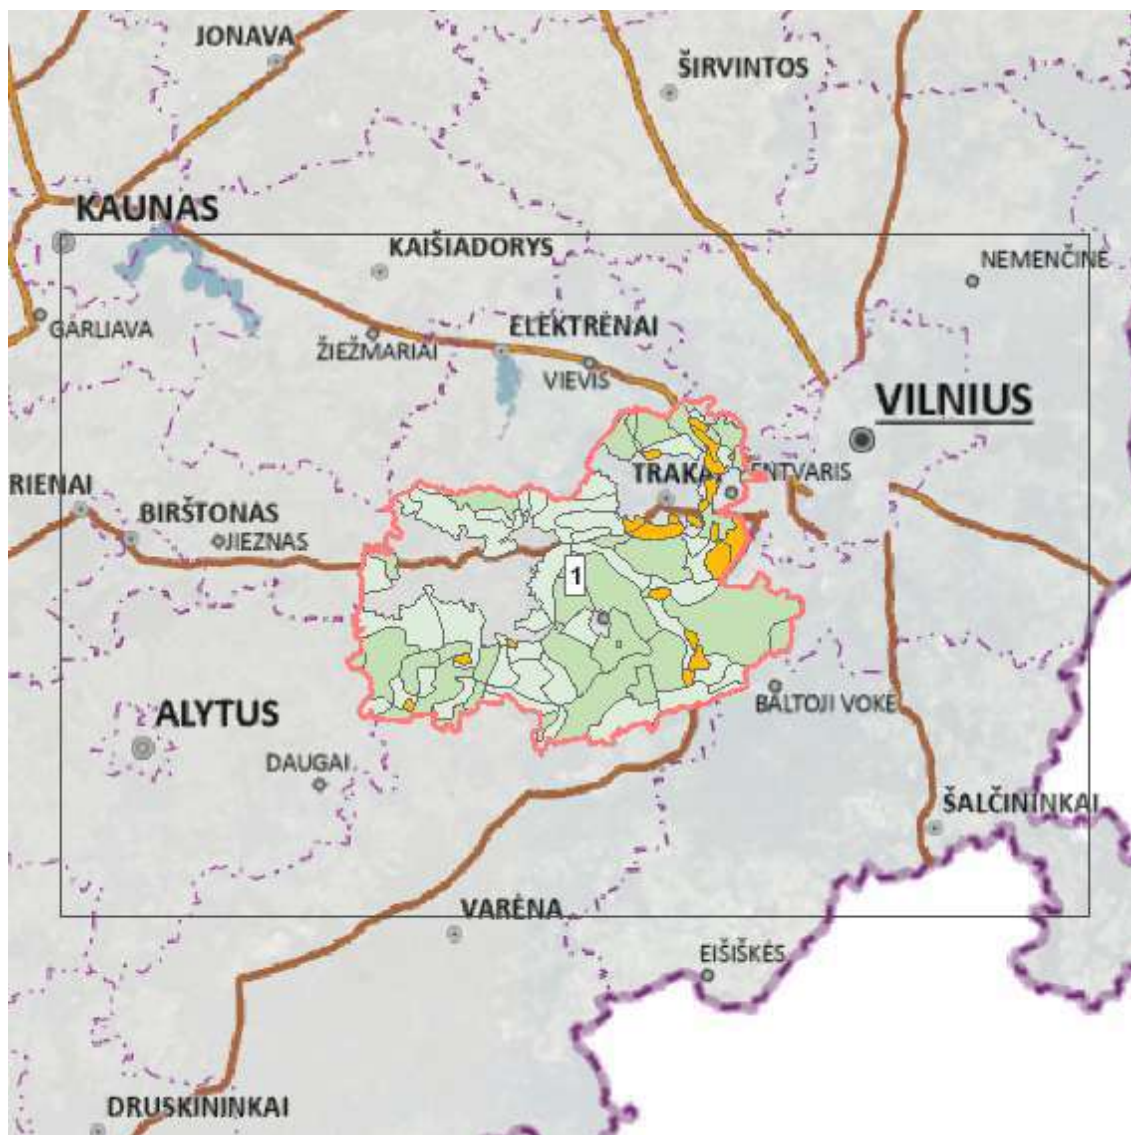 JONAVA
ŠIRVINTOS
KAUNAS
KAIŠIADORYS
NEMENČINĖ
GARLIAVA
ELEKTRĖNAI
ŽIEŽMARIAI
VIEVIS
VILNIUS
TRAKAI
ENTVARIS
RIENAI
BIRŠTONAS
JIEZNAS
1
BALTOJI VOKĖ
ALYTUS
DAUGAI
ŠALČININKAI
VARĖNA
EIŠIŠKĖS
DRUSKININKAI